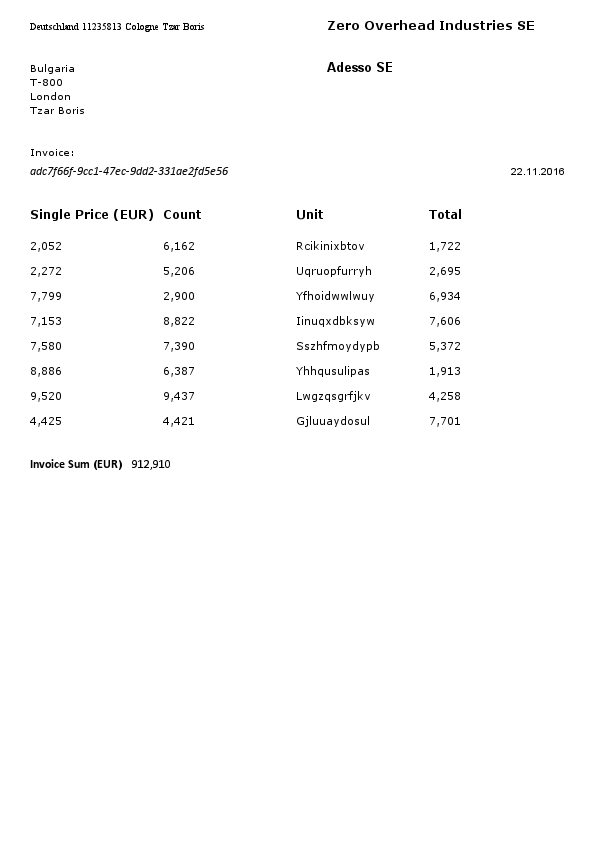 Deutschland 11235813 Cologne Tzar Boris
Zero Overhead Industries SE
Adesso SE
Bulgaria
T-800
London
Tzar Boris
Invoice:
adc7f66f-9cc1-47ec-9dd2-331ae2fd5e56
22.11.2016
Single Price (EUR) Count Unit Total
2,052 6,162 Rcikinixbtov 1,722
2,272 5,206 Uqruopfurryh 2,695
7,799 2,900 Yfhoidwwlwuy 6,934
7,153 8,822 Iinuqxdbksyw 7,606
7,580 7,390 Sszhfmoydypb 5,372
8,886 6,387 Yhhqusulipas 1,913
9,520 9,437 Lwgzqsgrfjkv 4,258
4,425 4,421 Gjluuaydosul 7,701
Invoice Sum (EUR) 912,910